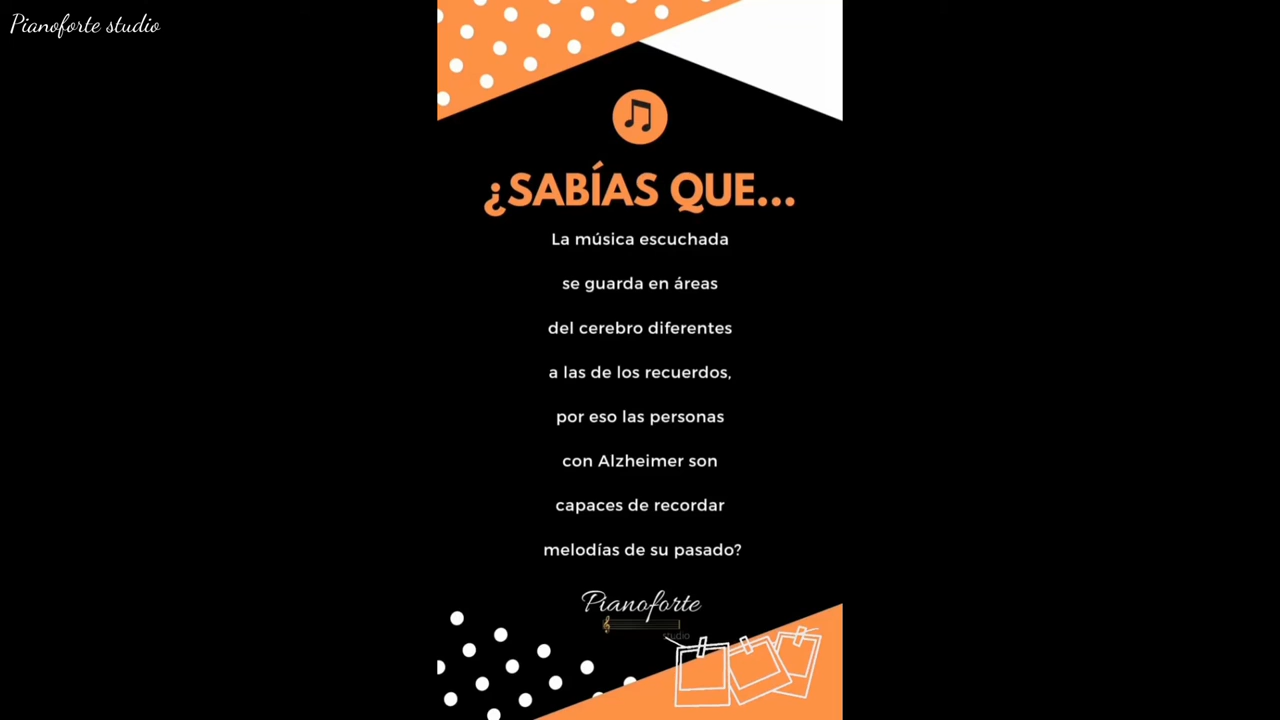 Pianoforte studio
¿SABÍAS QUE...
La música escuchada
se guarda en áreas
del cerebro diferentes
a las de los recuerdos,
por eso las personas
con Alzheimer son
capaces de recordar
melodías de su pasado?
Pianoforte
studio